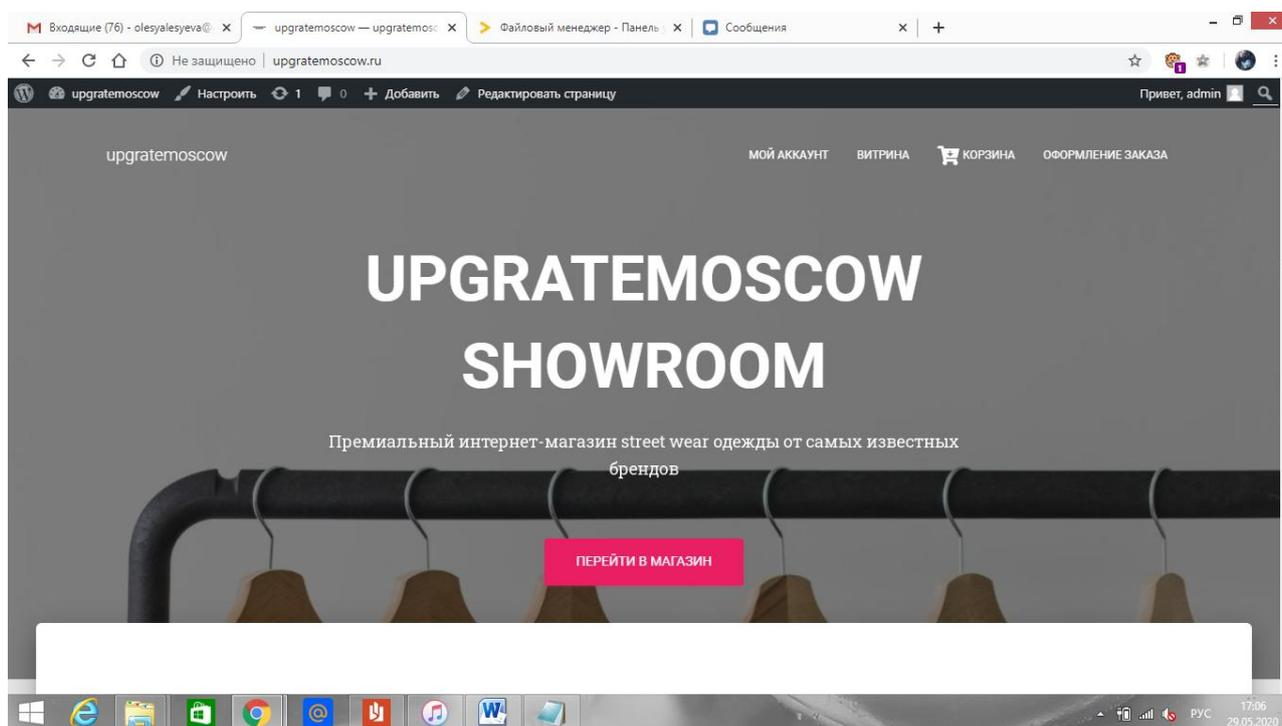 Входящие (76) - olesyalesyeva@
upgratemoscow — upgratemosc
Файловый менеджер - Панель
Сообщения
Не защищено | upgratemoscow.ru
1
upgratemoscow Настроить 1 0 Добавить Редактировать страницу
Привет, admin
upgratemoscow
МОЙ АККАУНТ ВИТРИНА КОРЗИНА ОФОРМЛЕНИЕ ЗАКАЗА
UPGRATEMOSCOW
SHOWROOM
Премиальный интернет-магазин street wear одежды от самых известных
брендов
ПЕРЕЙТИ В МАГАЗИН
РУС
17:06
29.05.2020